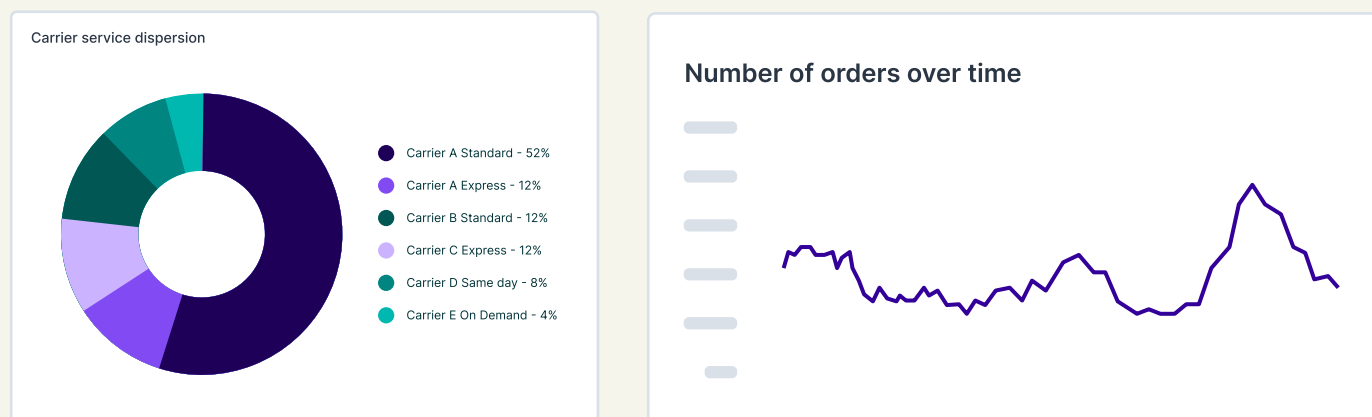 Carrier service dispersion
Carrier A Standard - 52%
Carrier A Express - 12%
Carrier B Standard - 12%
Carrier C Express - 12%
Carrier D Same day - 8%
Carrier E On Demand - 4%
Number of orders over time